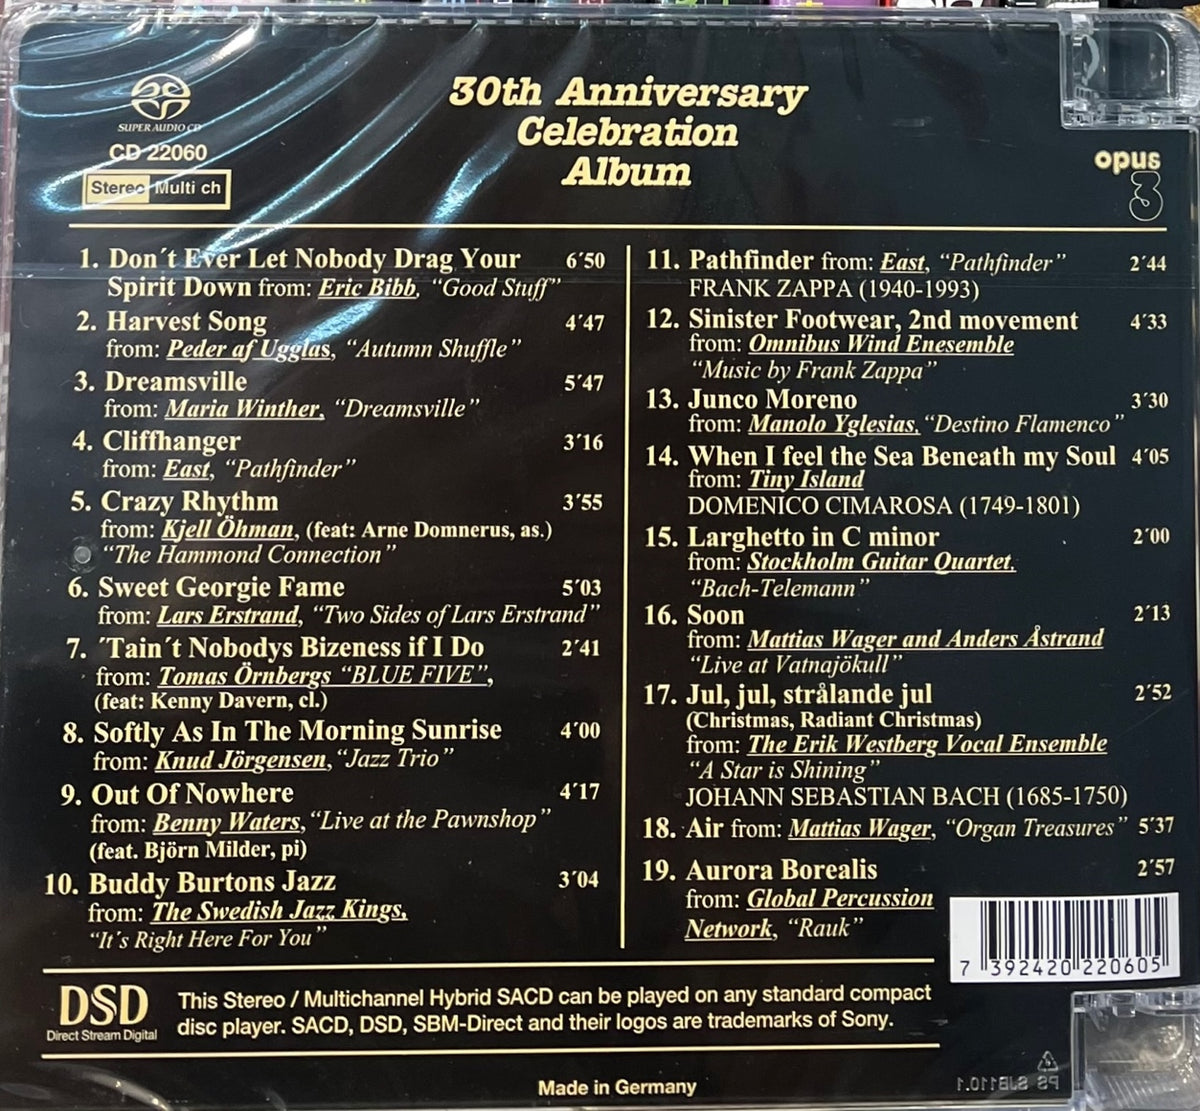 SUPER AUDIO CD
CD 22060
Stereo Multi ch
30th Anniversary
Celebration
Album
opus
3
1. Don´t Ever Let Nobody Drag Your 6´50
Spirit Down from: Eric Bibb, “Good Stuff”
2. Harvest Song 4´47
from: Peder af Ugglas, “Autumn Shuffle”
3. Dreamsville 5´47
from: Maria Winther, “Dreamsville”
4. Cliffhanger 3´16
from: East, “Pathfinder”
5. Crazy Rhythm 3´55
from: Kjell Öhman, (feat: Arne Domnerus, as.)
“The Hammond Connection”
6. Sweet Georgie Fame 5´03
from: Lars Erstrand, “Two Sides of Lars Erstrand”
7. ´Tain´t Nobodys Bizeness if I Do 2´41
from: Tomas Örnbergs “BLUE FIVE”,
(feat: Kenny Davern, cl.)
8. Softly As In The Morning Sunrise 4´00
from: Knud Jörgensen, “Jazz Trio”
9. Out Of Nowhere 4´17
from: Benny Waters, “Live at the Pawnshop”
(feat. Björn Milder, pi)
10. Buddy Burtons Jazz 3´04
from: The Swedish Jazz Kings,
“It´s Right Here For You”
11. Pathfinder from: East, “Pathfinder” 2´44
FRANK ZAPPA (1940-1993)
12. Sinister Footwear, 2nd movement 4´33
from: Omnibus Wind Enesemble
“Music by Frank Zappa”
13. Junco Moreno 3´30
from: Manolo Yglesias, “Destino Flamenco”
14. When I feel the Sea Beneath my Soul 4´05
from: Tiny Island
DOMENICO CIMAROSA (1749-1801)
15. Larghetto in C minor 2´00
from: Stockholm Guitar Quartet,
“Bach-Telemann”
16. Soon 2´13
from: Mattias Wager and Anders Åstrand
“Live at Vatnajökull”
17. Jul, jul, strålande jul 2´52
(Christmas, Radiant Christmas)
from: The Erik Westberg Vocal Ensemble
“A Star is Shining”
JOHANN SEBASTIAN BACH (1685-1750)
18. Air from: Mattias Wager, “Organ Treasures” 5´37
19. Aurora Borealis 2´57
from: Global Percussion
Network, “Rauk”
7 392420 220605
DSD
Direct Stream Digital
This Stereo / Multichannel Hybrid SACD can be played on any standard compact
disc player. SACD, DSD, SBM-Direct and their logos are trademarks of Sony.
Made in Germany